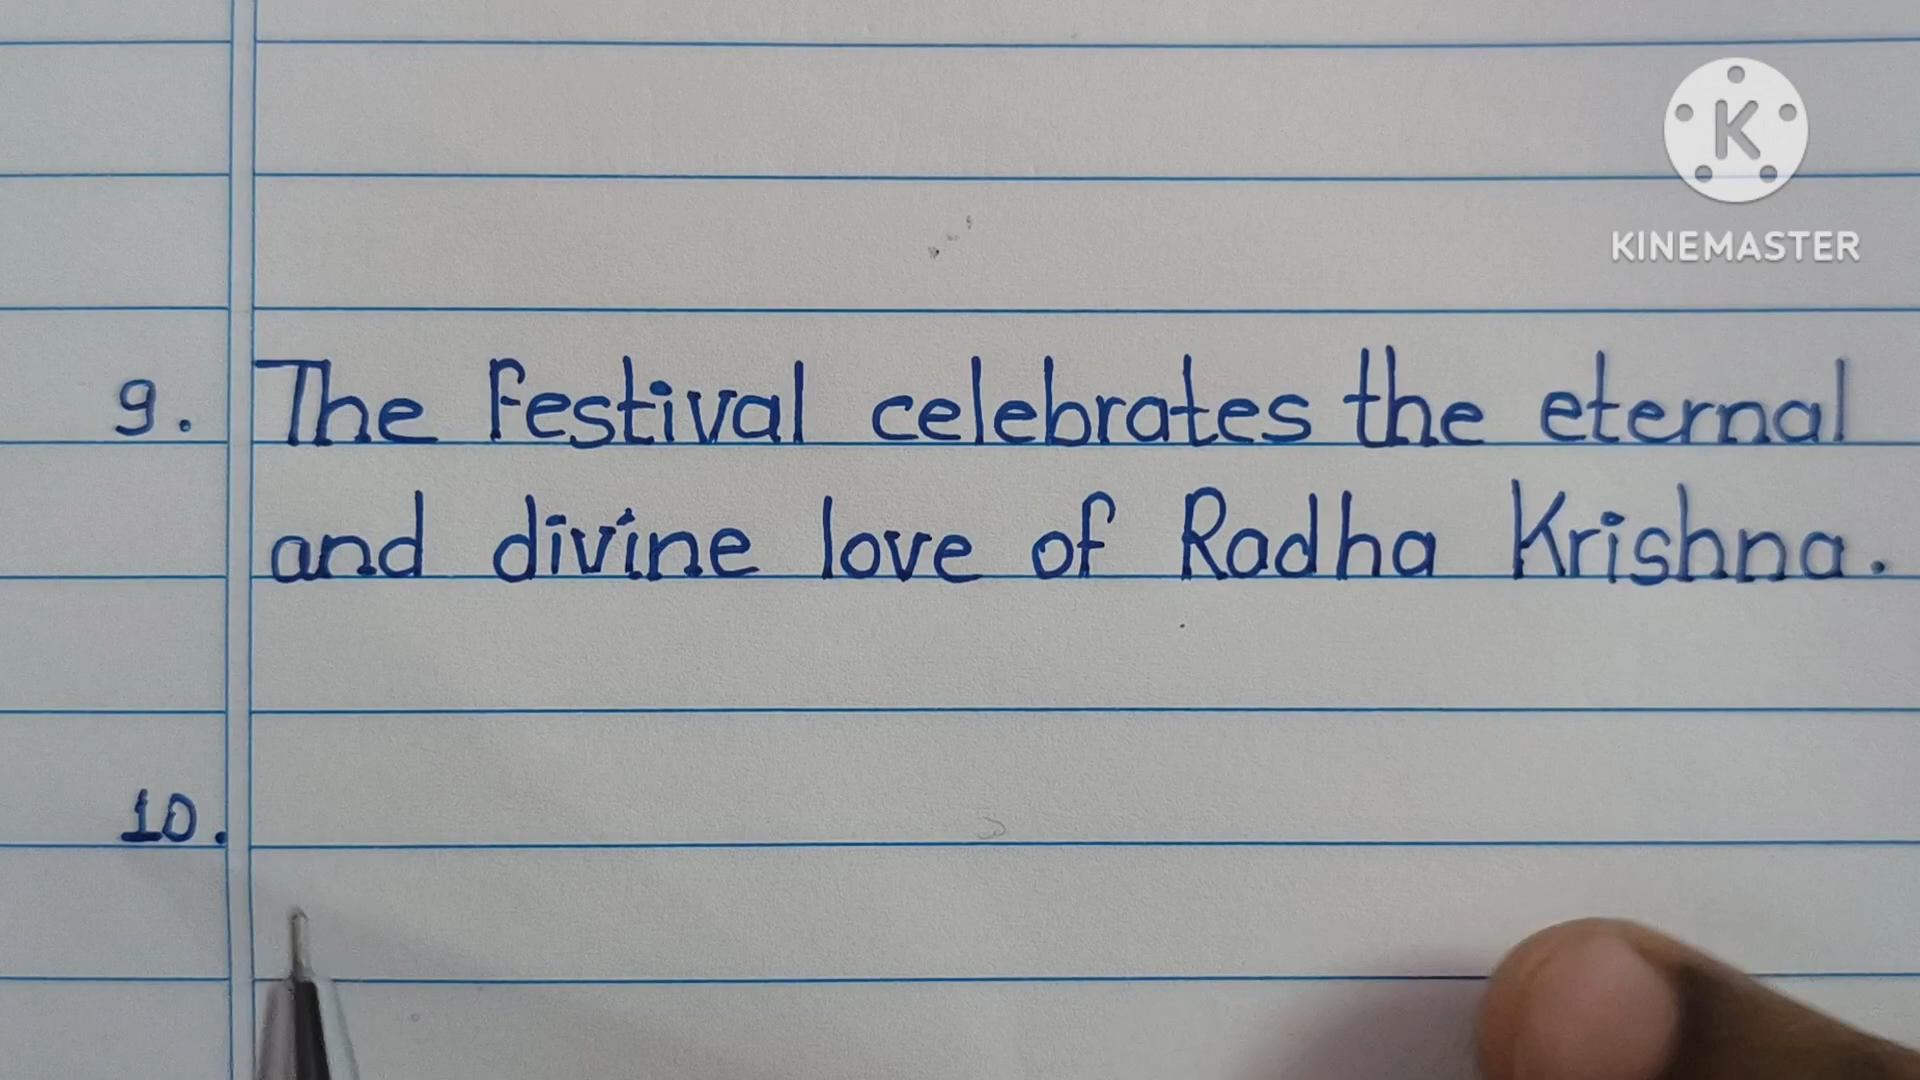 KINEMASTER
9. The festival celebrates the eternal
and divine love of Radha Krishna.
10.